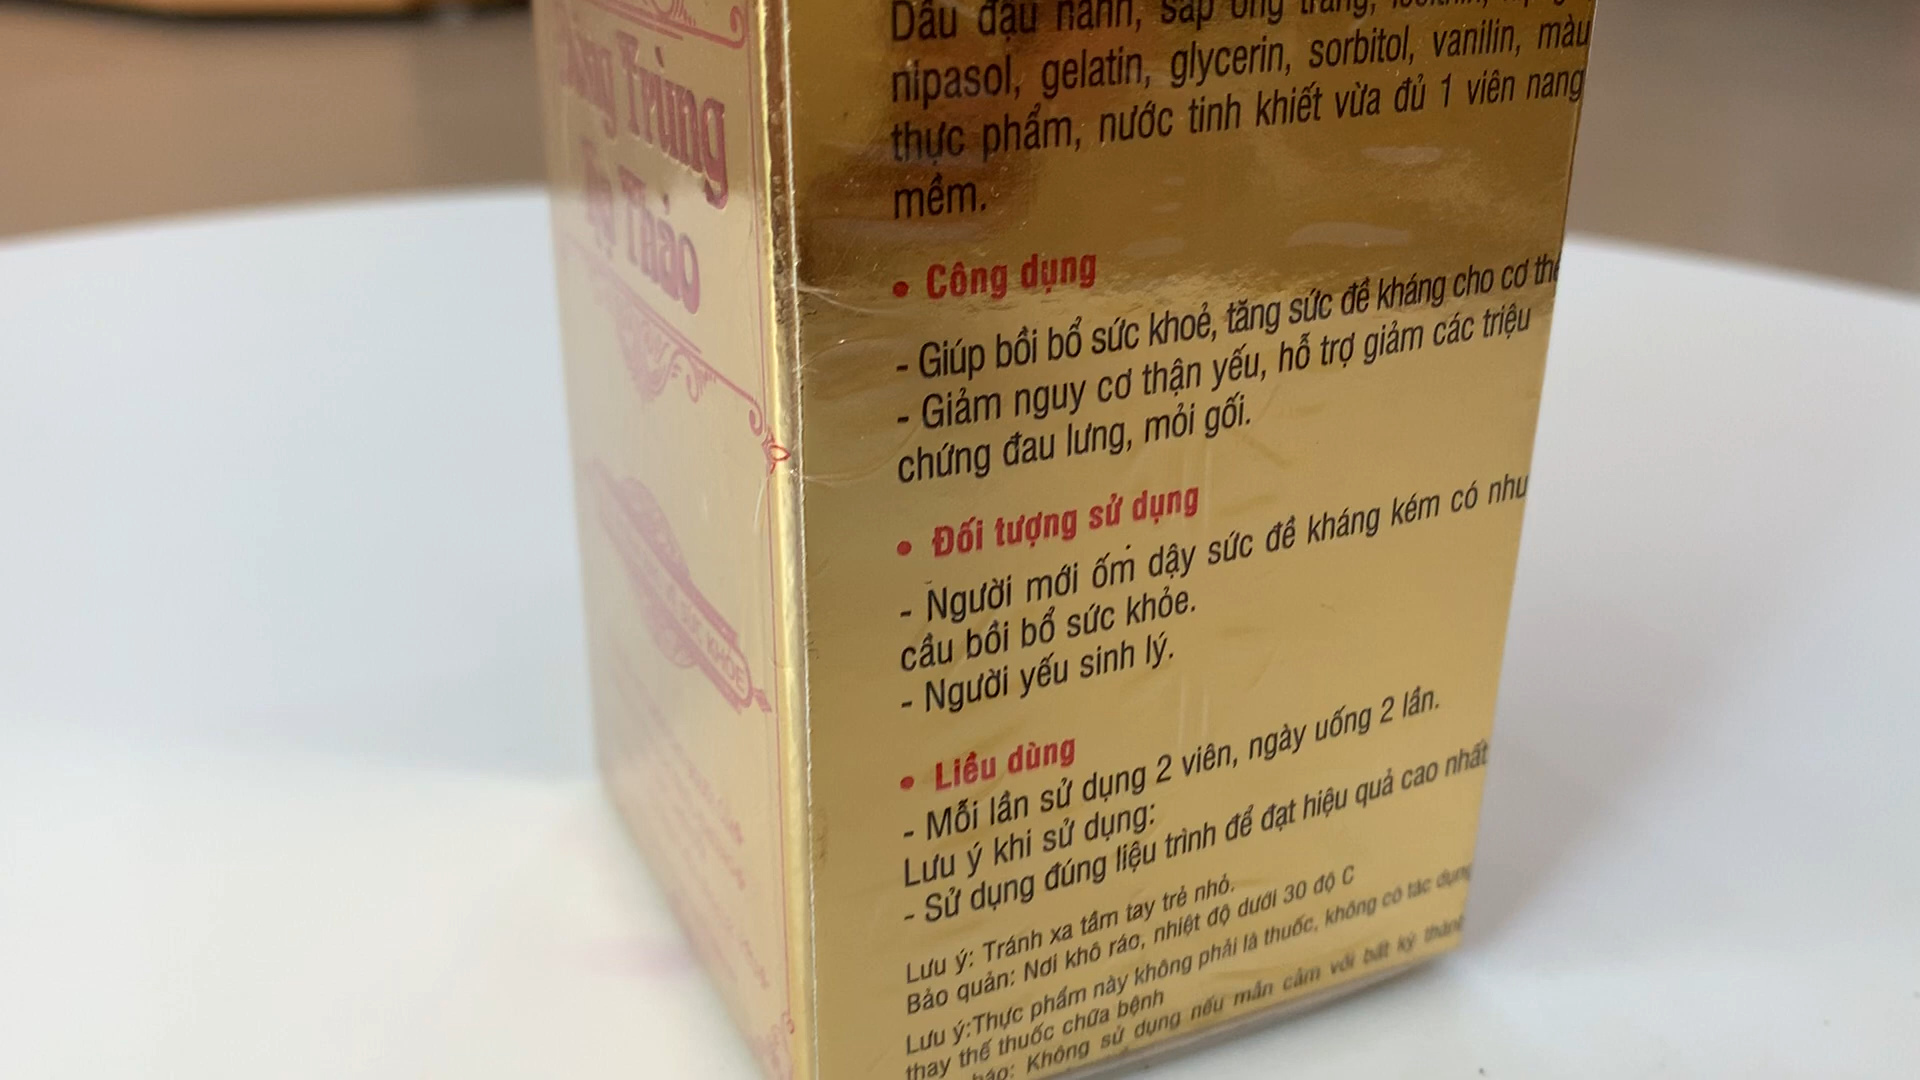 Trùng
Thảo
SỨC KHỎE
Dầu đậu nành, sáp ong trắng,
nipasol, gelatin, glycerin, sorbitol, vanilin, màu
thực phẩm, nước tinh khiết vừa đủ 1 viên nang
mềm.
• Công dụng
- Giúp bồi bổ sức khoẻ, tăng sức đề kháng cho cơ thể
- Giảm nguy cơ thận yếu, hỗ trợ giảm các triệu
chứng đau lưng, mỏi gối.
• Đối tượng sử dụng
- Người mới ốm dậy sức đề kháng kém có nhu
cầu bồi bổ sức khỏe.
- Người yếu sinh lý.
• Liều dùng
- Mỗi lần sử dụng 2 viên, ngày uống 2 lần.
Lưu ý khi sử dụng:
- Sử dụng đúng liệu trình để đạt hiệu quả cao nhất
Lưu ý: Tránh xa tầm tay trẻ nhỏ.
Bảo quản: Nơi khô ráo, nhiệt độ dưới 30 độ C
Lưu ý:Thực phẩm này không phải là thuốc, không có tác dụng
thay thế thuốc chữa bệnh
báo: Không sử dụng nếu mẫn cảm với bất kỳ thành